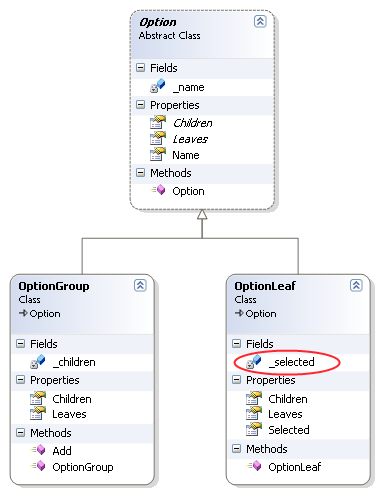 Option
Abstract Class
Fields
_name
Properties
Children
Leaves
Name
Methods
Option
OptionGroup
Class
Option
Fields
_children
Properties
Children
Leaves
Methods
Add
OptionGroup
OptionLeaf
Class
Option
Fields
_selected
Properties
Children
Leaves
Selected
Methods
OptionLeaf